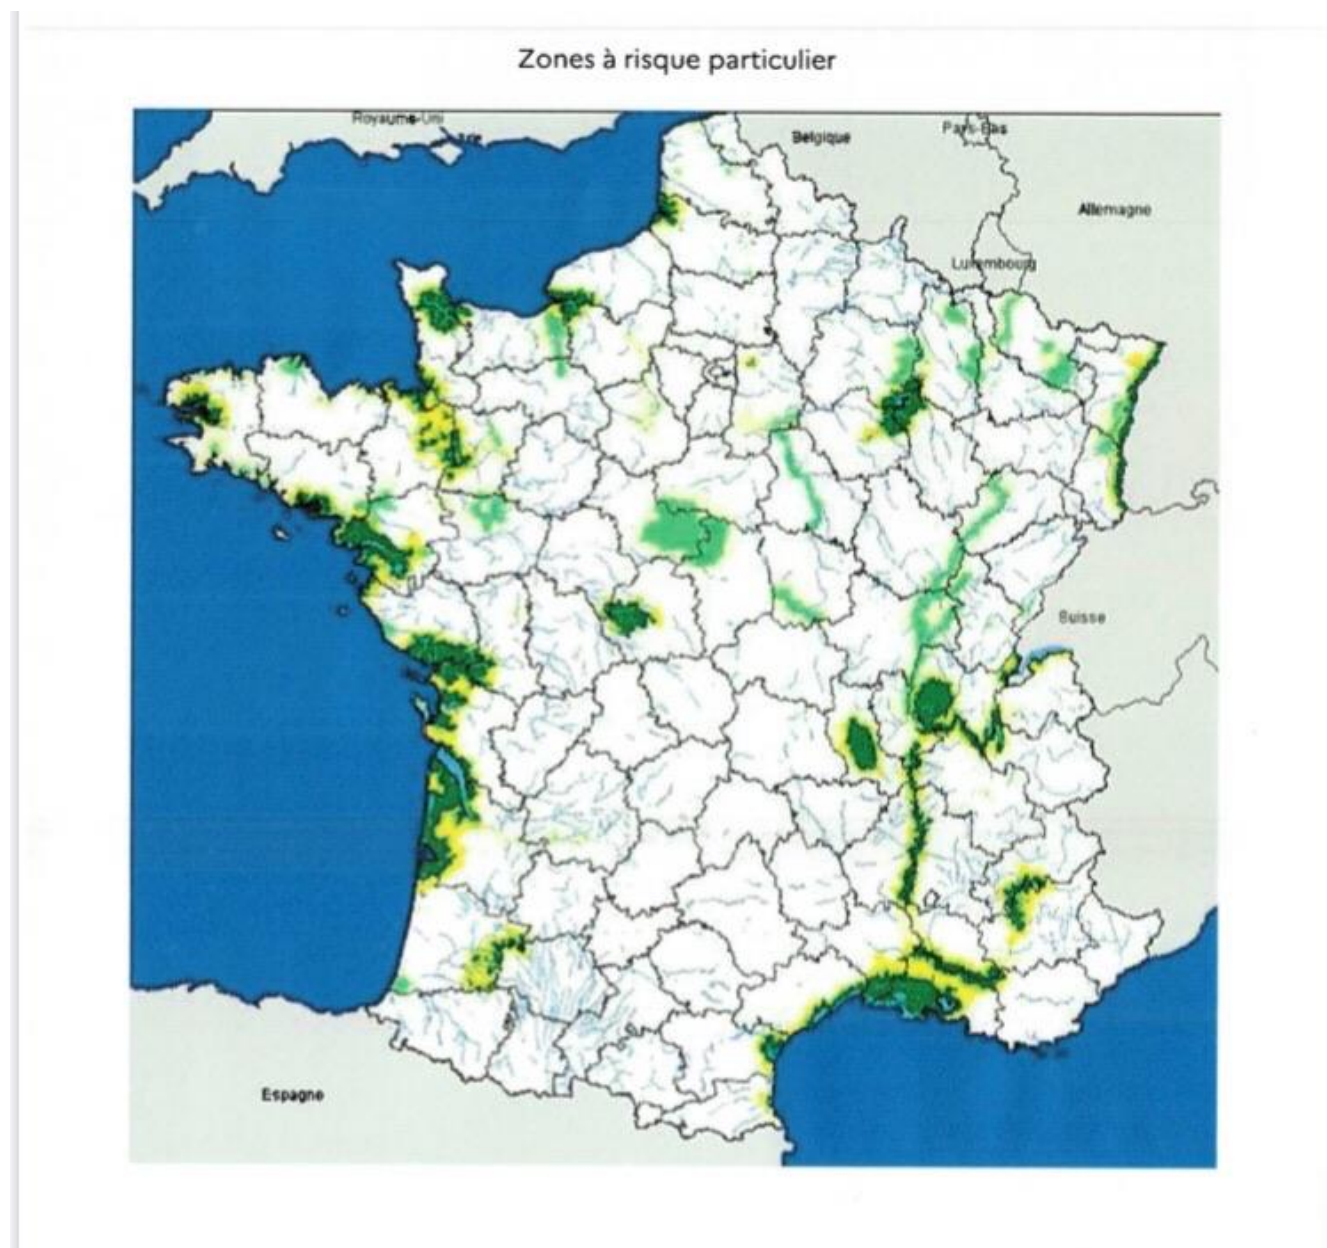 Zones à risque particulier
Royaume-Uni
Belgique
Pays-Bas
Allemagne
Luxembourg
Suisse
Espagne